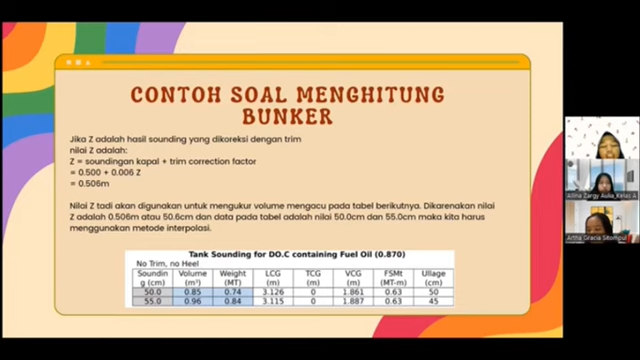 CONTOH SOAL MENGHITUNG
BUNKER
Jika Z adalah hasil sounding yang dikoreksi dengan trim
nilai Z adalah:
Z = soundingan kapal + trim correction factor
= 0.500 + 0.006 Z
= 0.506m
Nilai Z tadi akan digunakan untuk mengukur volume mengacu pada tabel berikutnya. Dikarenakan nilai
Z adalah 0.506m atau 50.6cm dan data pada tabel adalah nilai 50.0cm dan 55.0cm maka kita harus
menggunakan metode interpolasi.
Tank Sounding for DO.C containing Fuel Oil (0.870)
No Trim, no Heel
Soundin Volume Weight LCG TCG VCG FSMt Ullage
g (cm) (m³) (MT) (m) (m) (m) (MT-m) (cm)
50.0 0.85 0.74 3.126 0 1.861 0.63 50
55.0 0.96 0.84 3.115 0 1.887 0.63 45
Allina Zargy Aulia_Kelas A
Artha Gracia Sitompul